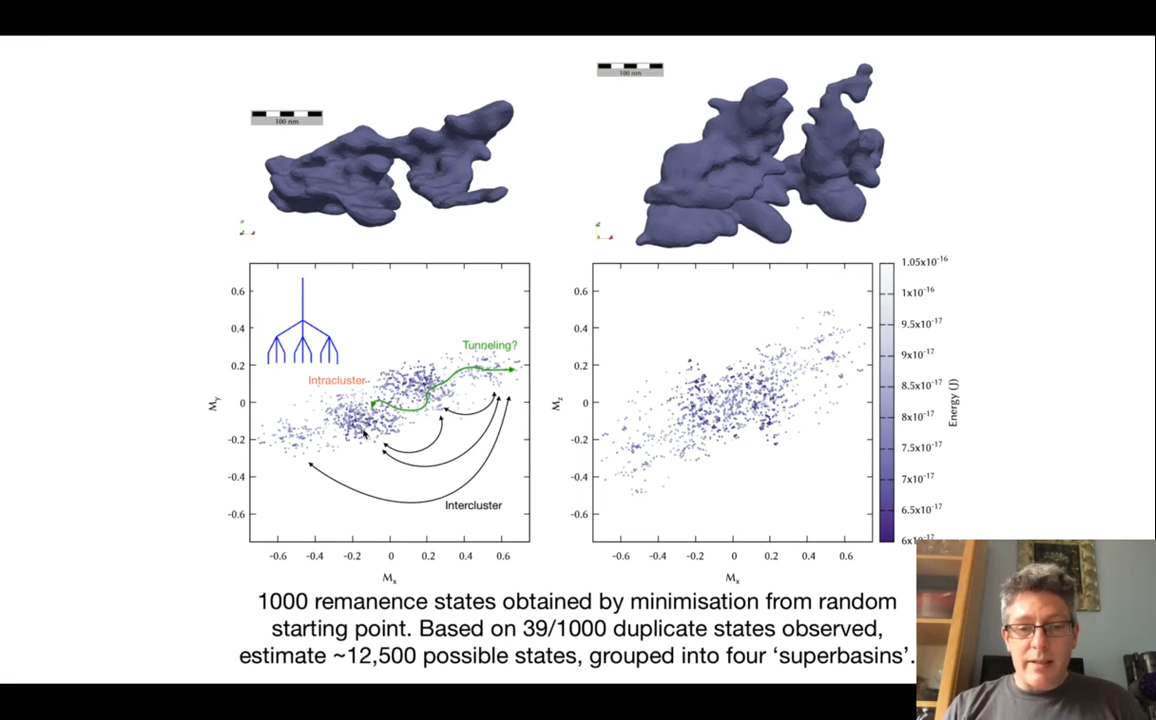 100 nm
100 nm
0.6
0.4
0.2
0
-0.2
-0.4
-0.6
My
Tunneling?
Intracluster
Intercluster
-0.6 -0.4 -0.2 0 0.2 0.4 0.6
Mx
0.6
0.4
0.2
0
-0.2
-0.4
-0.6
Mz
-0.6 -0.4 -0.2 0 0.2 0.4 0.6
Mx
1.05x10-16
1x10-16
9.5x10-17
9x10-17
8.5x10-17
8x10-17
7.5x10-17
7x10-17
6.5x10-17
6x10-17
Energy (J)
1000 remanence states obtained by minimisation from random
starting point. Based on 39/1000 duplicate states observed,
estimate ~12,500 possible states, grouped into four ‘superbasins’.